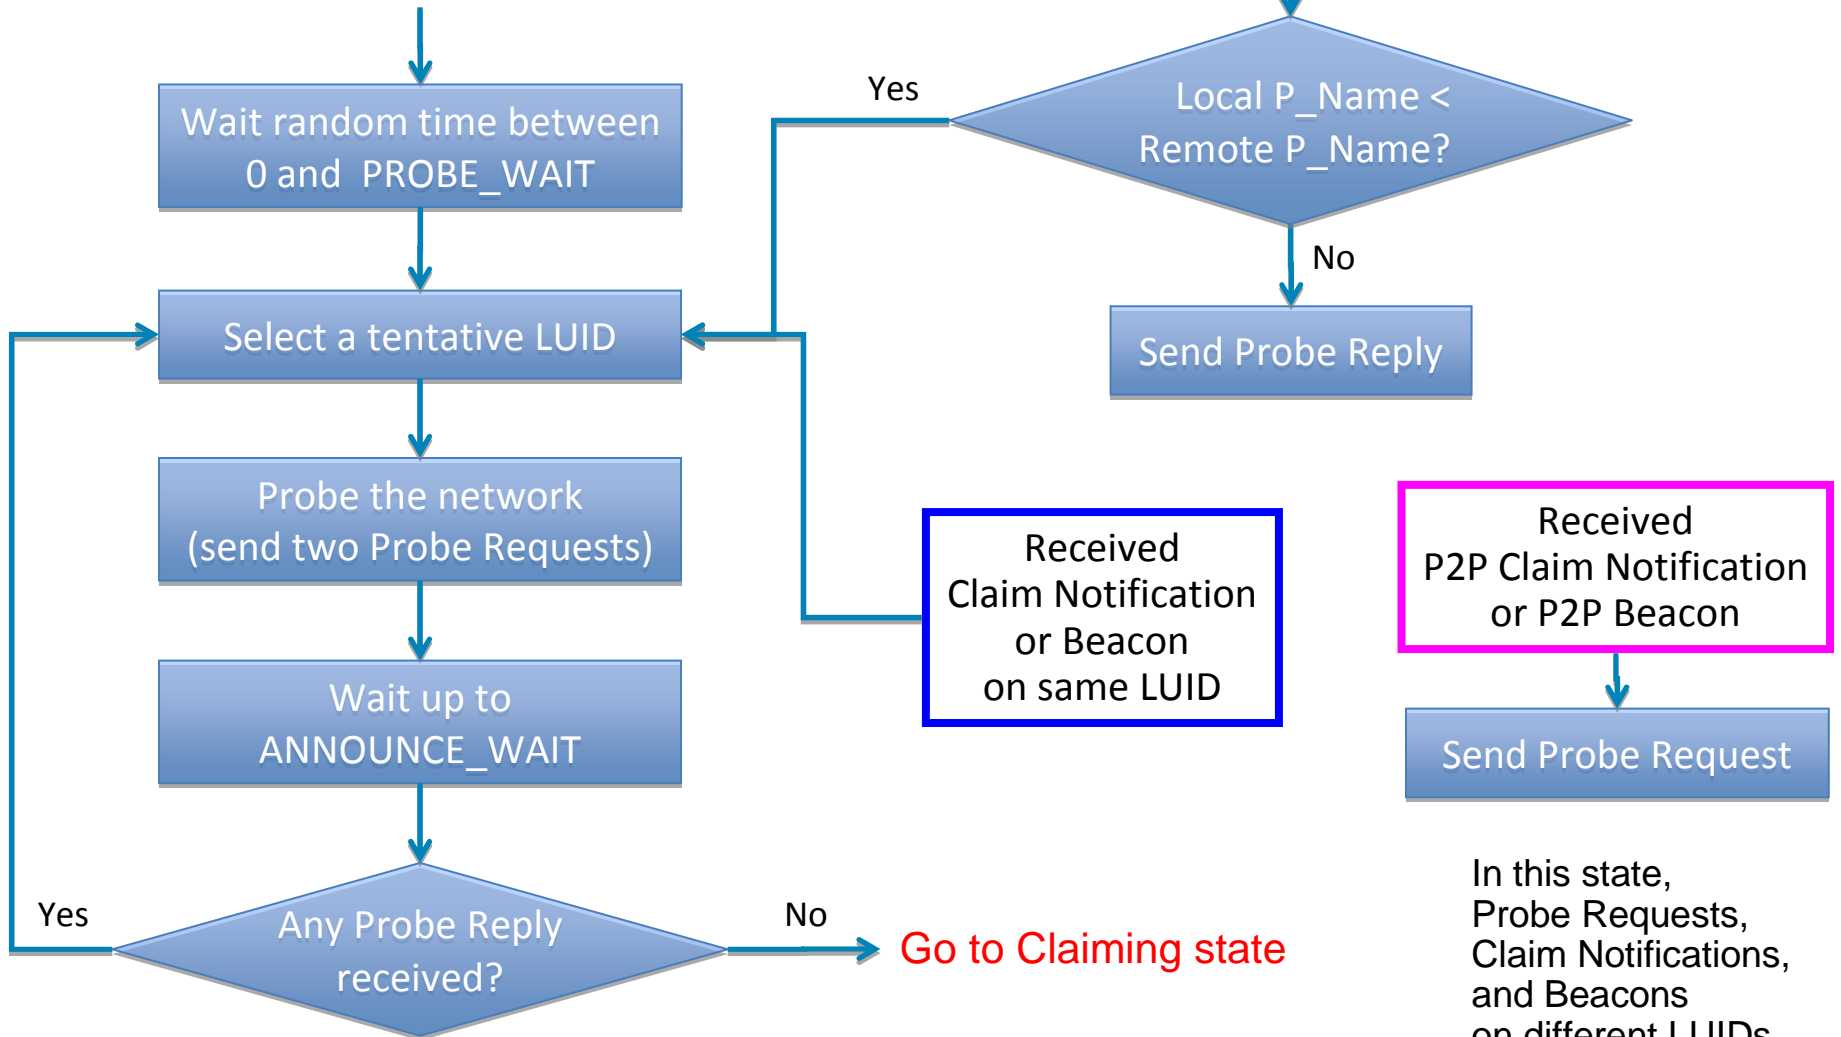 Wait random time between
0 and PROBE_WAIT
Select a tentative LUID
Probe the network
(send two Probe Requests)
Wait up to
ANNOUNCE_WAIT
Yes
Any Probe Reply
received?
No
Go to Claiming state
Yes
Local P_Name <
Remote P_Name?
No
Send Probe Reply
Received
Claim Notification
or Beacon
on same LUID
Received
P2P Claim Notification
or P2P Beacon
Send Probe Request
In this state,
Probe Requests,
Claim Notifications,
and Beacons
on different LUIDs